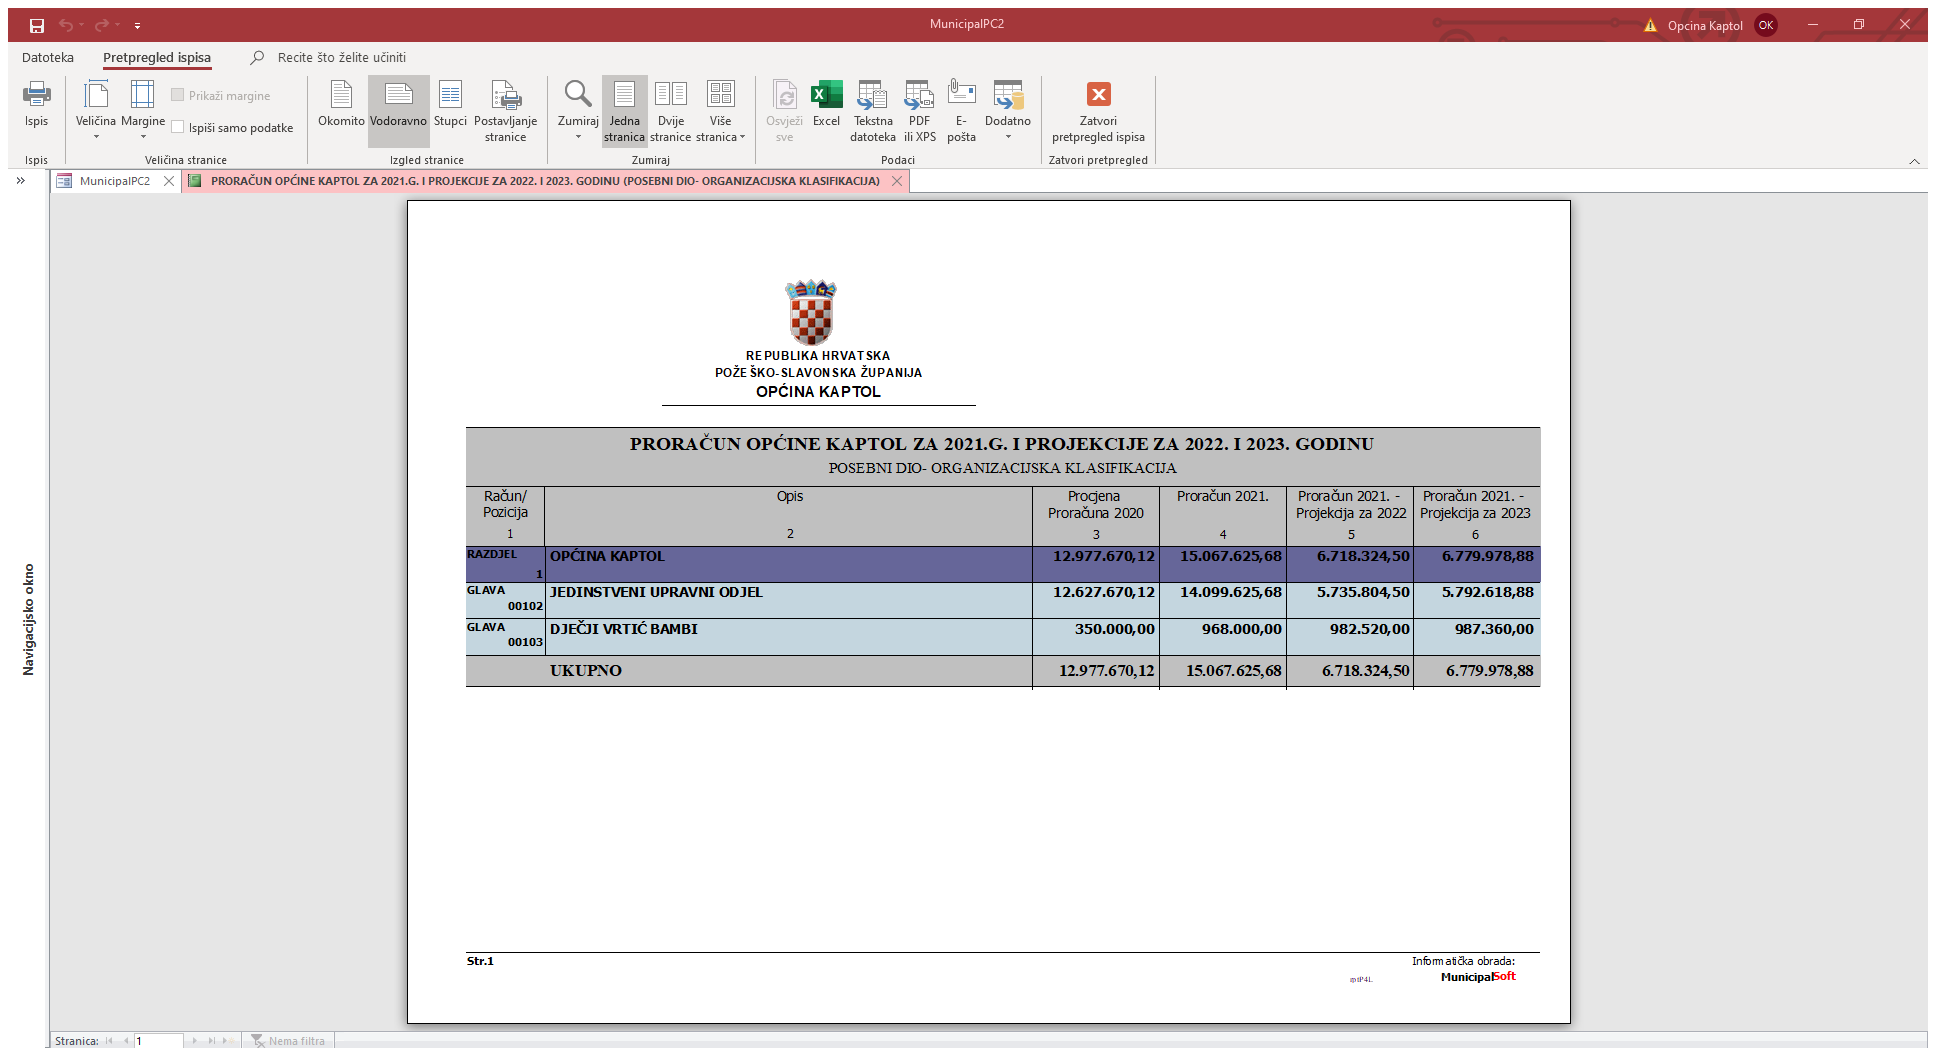 MunicipalPC2
Opcina Kaptol OK
Datoteka Pretpregled ispisa Recite što želite učiniti
Ispis
Veličina
Margine
Prikaži margine
Ispiši samo podatke
Okomito
Vodoravno
Stupci
Postavljanje
stranice
Zumiraj
Jedna
stranica
Dvije
stranice
Više
stranica
Osvježi
sve
Excel
Tekstna
datoteka
PDF
ili XPS
E-
pošta
Dodatno
Zatvori
pretpregled ispisa
Ispis Veličina stranice Izgled stranice Zumiraj Podaci Zatvori pretpregled
MunicipalPC2 PRORAČUN OPĆINE KAPTOL ZA 2021.G. I PROJEKCIJE ZA 2022. I 2023. GODINU (POSEBNI DIO- ORGANIZACIJSKA KLASIFIKACIJA)
Navigacijsko okno
REPUBLIKA HRVATSKA
POŽEŠKO-SLAVONSKA ŽUPANIJA
OPĆINA KAPTOL
PRORAČUN OPĆINE KAPTOL ZA 2021.G. I PROJEKCIJE ZA 2022. I 2023. GODINU
POSEBNI DIO- ORGANIZACIJSKA KLASIFIKACIJA
Račun/ Opis Procjena Proračun 2021. Proračun 2021. - Proračun 2021. -
Pozicija Proračuna 2020 Projekcija za 2022 Projekcija za 2023
1 2 3 4 5 6
RAZDJEL OPĆINA KAPTOL 12.977.670,12 15.067.625,68 6.718.324,50 6.779.978,88
1
GLAVA JEDINSTVENI UPRAVNI ODJEL 12.627.670,12 14.099.625,68 5.735.804,50 5.792.618,88
00102
GLAVA DJEČJI VRTIĆ BAMBI 350.000,00 968.000,00 982.520,00 987.360,00
00103
UKUPNO 12.977.670,12 15.067.625,68 6.718.324,50 6.779.978,88
Str.1 Informatička obrada:
rptP4L MunicipalSoft
Stranica: 1 Nema filtra